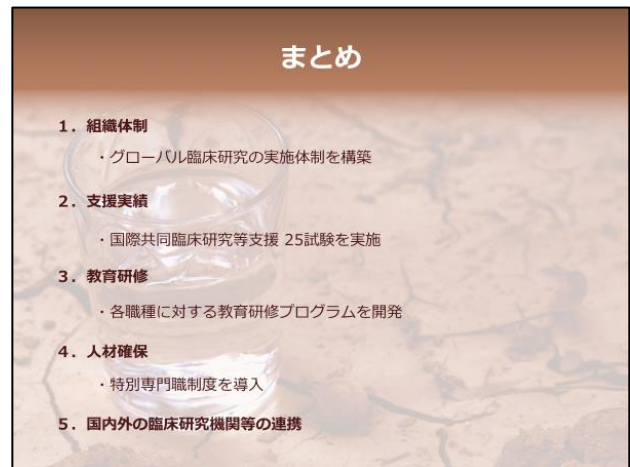 まとめ
1．組織体制
・グローバル臨床研究の実施体制を構築
2．支援実績
・国際共同臨床研究等支援 25試験を実施
3．教育研修
・各職種に対する教育研修プログラムを開発
4．人材確保
・特別専門職制度を導入
5．国内外の臨床研究機関等の連携